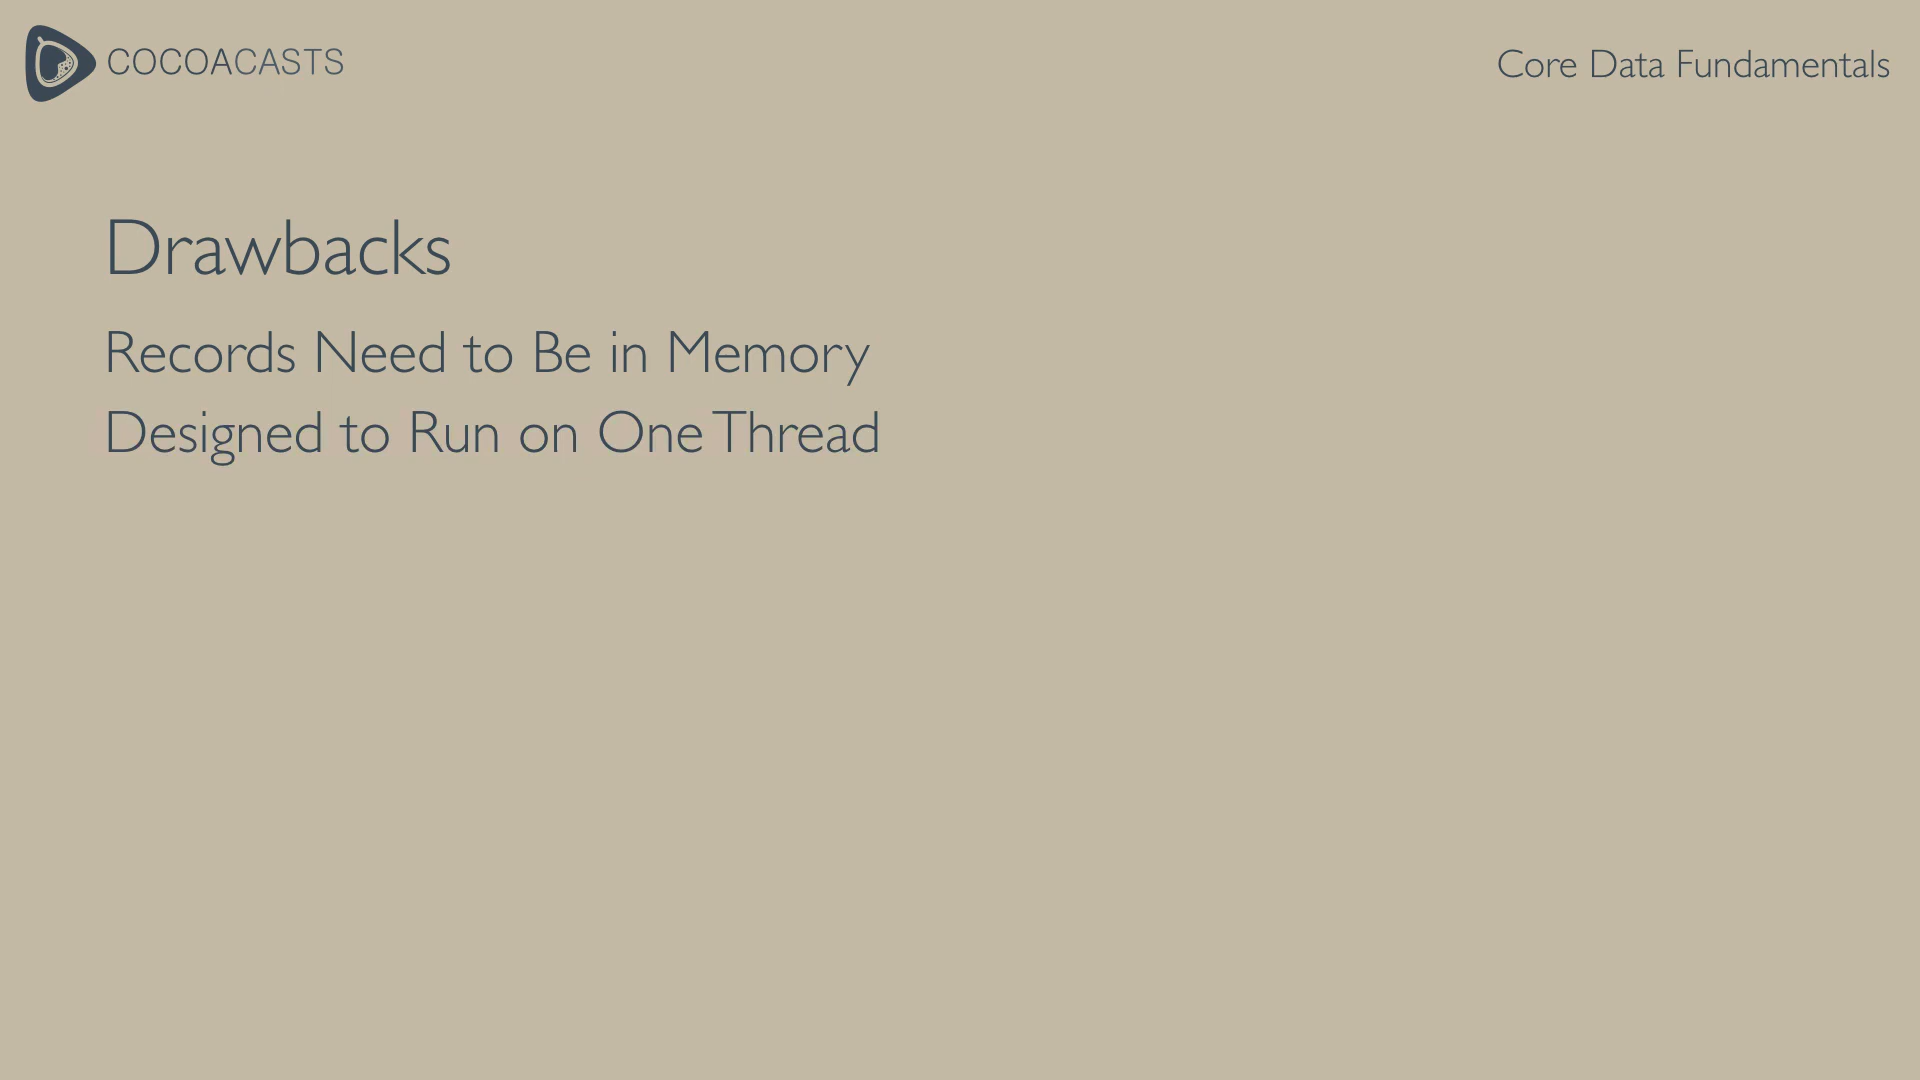 COCOACASTS
Core Data Fundamentals
Drawbacks
Records Need to Be in Memory
Designed to Run on One Thread